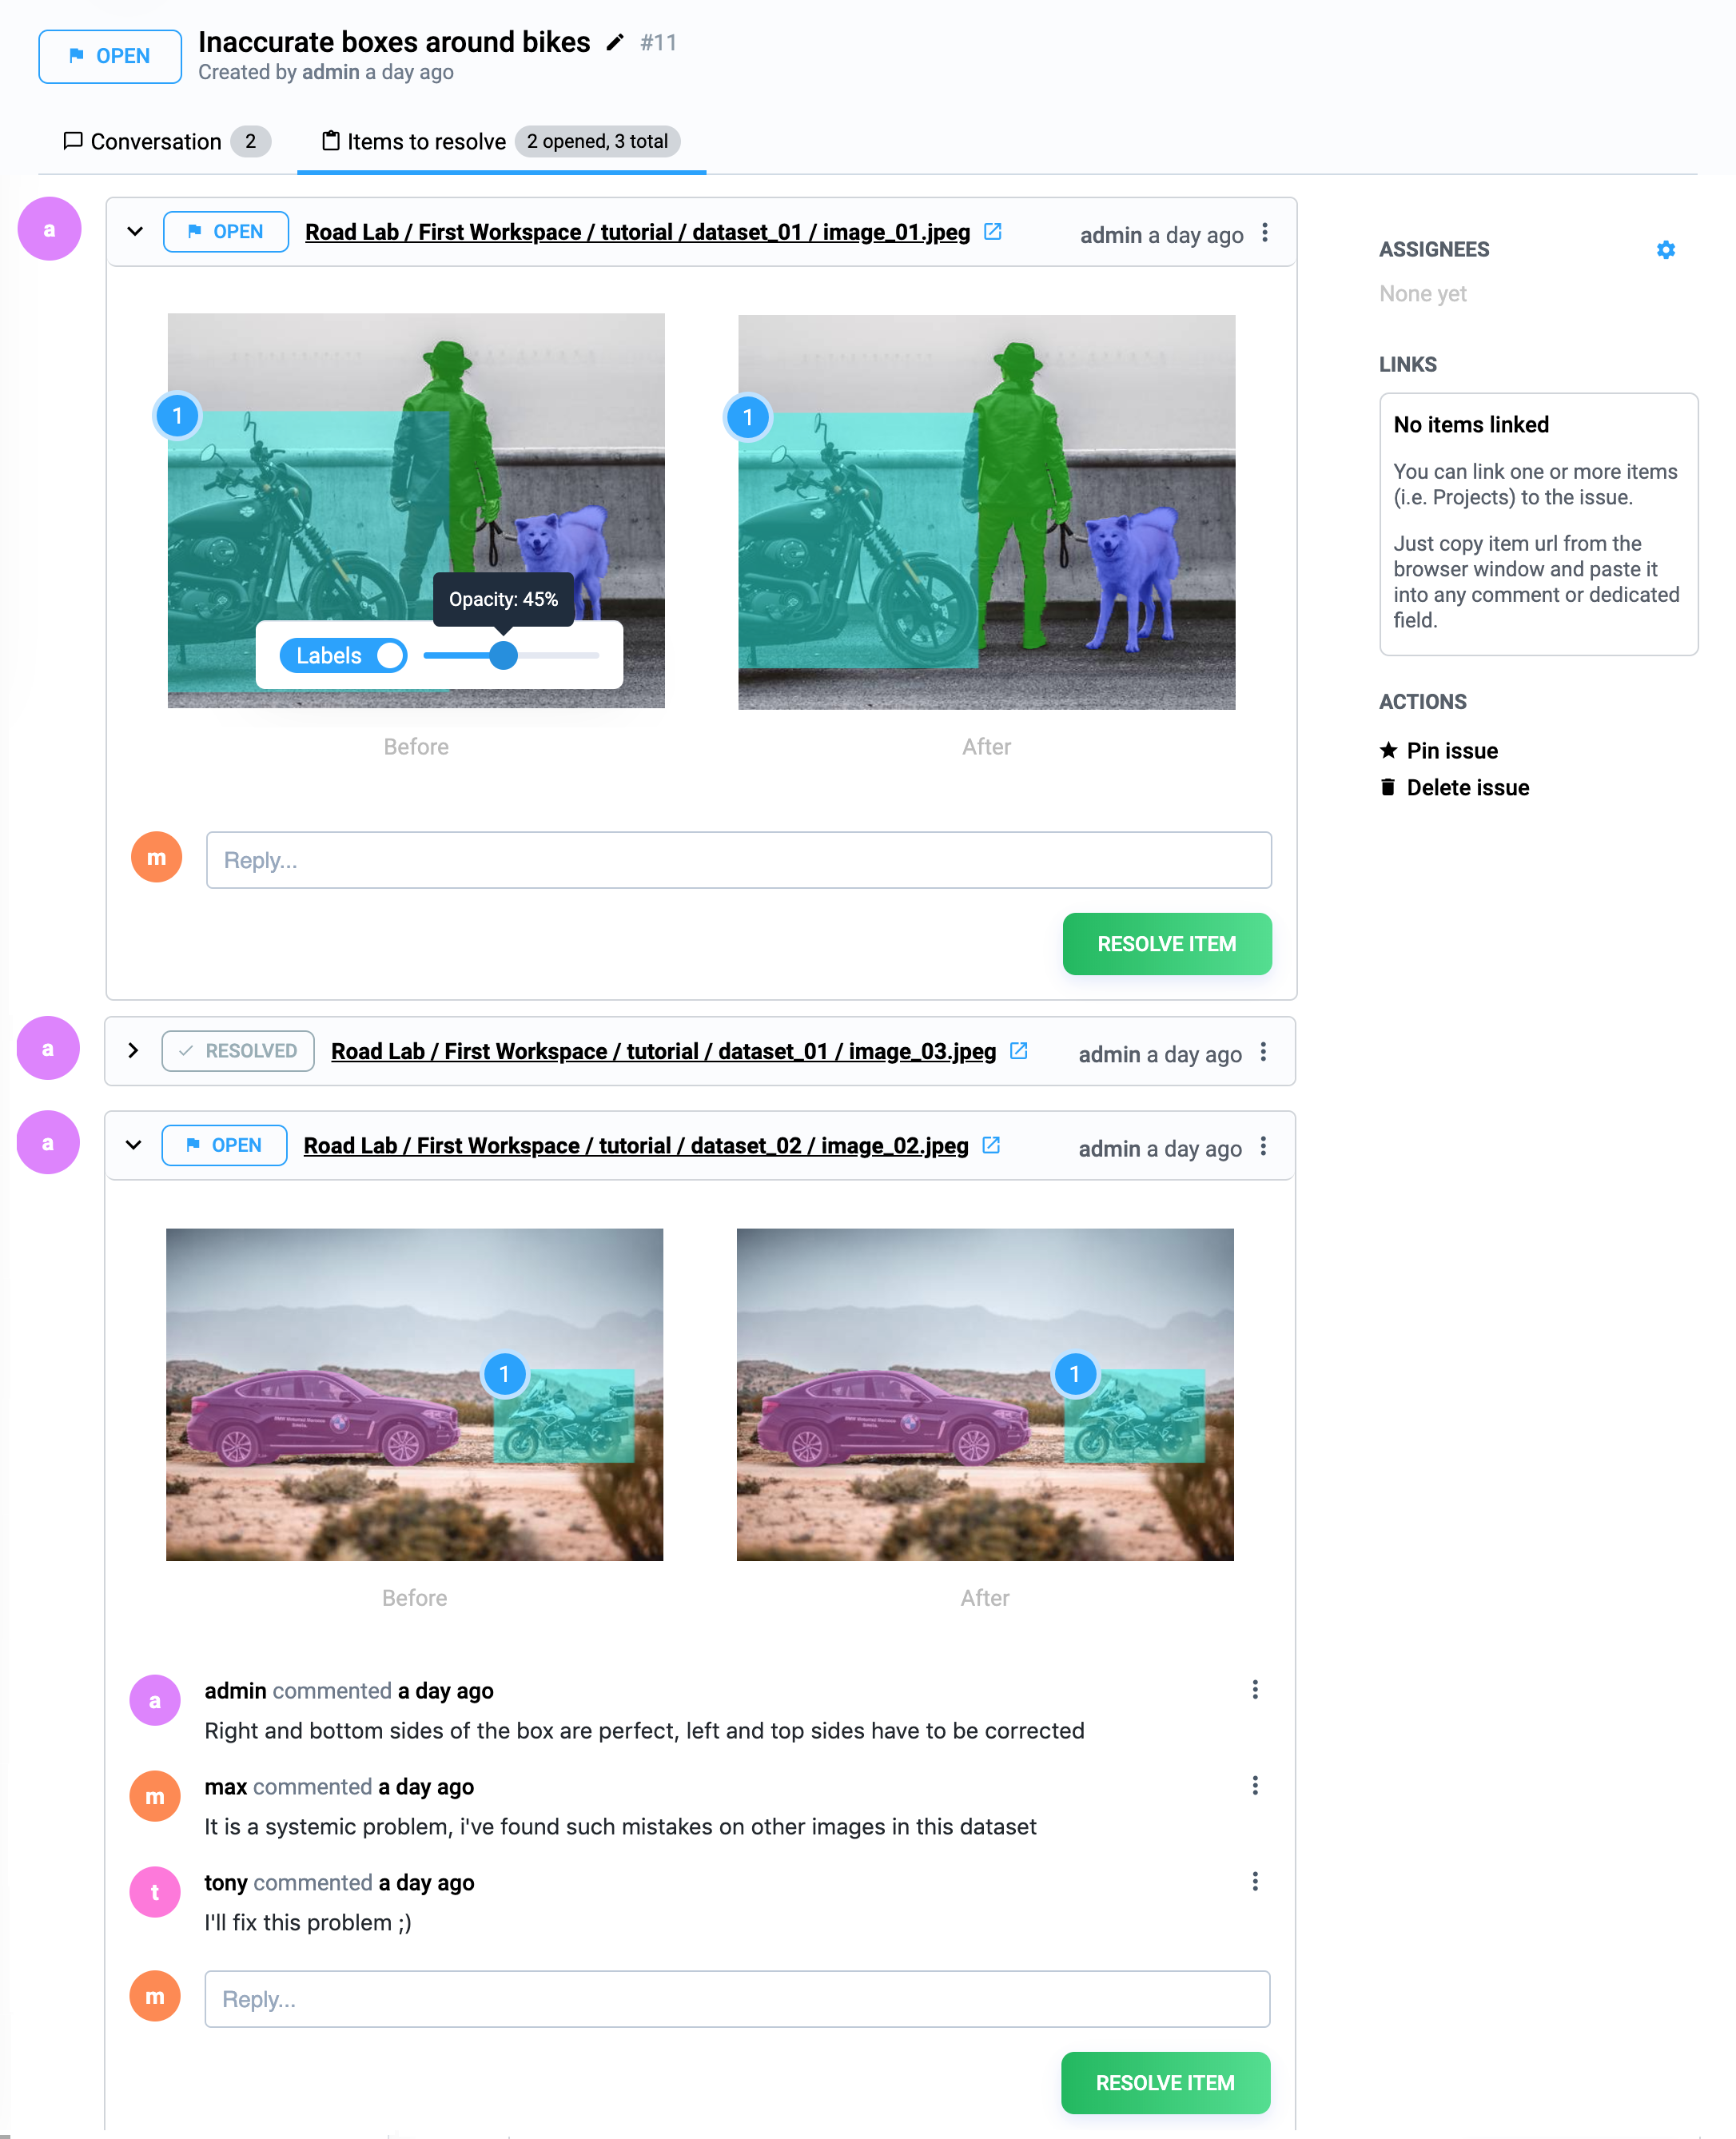 OPEN
Inaccurate boxes around bikes #11
Created by admin a day ago
Conversation 2
Items to resolve 2 opened, 3 total
a
OPEN
Road Lab / First Workspace / tutorial / dataset_01 / image_01.jpeg
admin a day ago
1
Opacity: 45%
Labels
Before
1
After
m
Reply...
RESOLVE ITEM
a
RESOLVED
Road Lab / First Workspace / tutorial / dataset_01 / image_03.jpeg
admin a day ago
a
OPEN
Road Lab / First Workspace / tutorial / dataset_02 / image_02.jpeg
admin a day ago
1
Before
1
After
a
admin commented a day ago
Right and bottom sides of the box are perfect, left and top sides have to be corrected
m
max commented a day ago
It is a systemic problem, i've found such mistakes on other images in this dataset
t
tony commented a day ago
I'll fix this problem ;)
m
Reply...
RESOLVE ITEM
ASSIGNEES
None yet
LINKS
No items linked
You can link one or more items
(i.e. Projects) to the issue.
Just copy item url from the
browser window and paste it
into any comment or dedicated
field.
ACTIONS
Pin issue
Delete issue